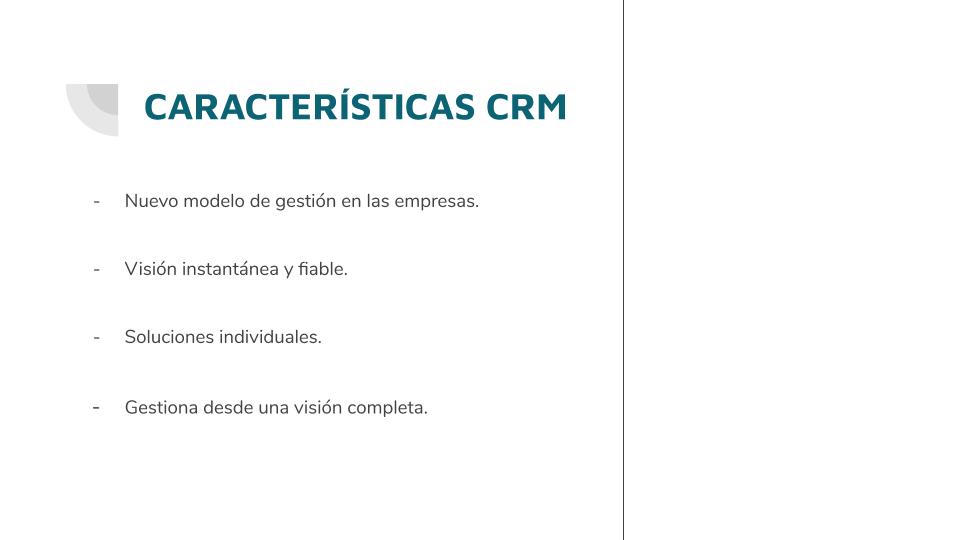 CARACTERÍSTICAS CRM
- Nuevo modelo de gestión en las empresas.
- Visión instantánea y fiable.
- Soluciones individuales.
- Gestiona desde una visión completa.